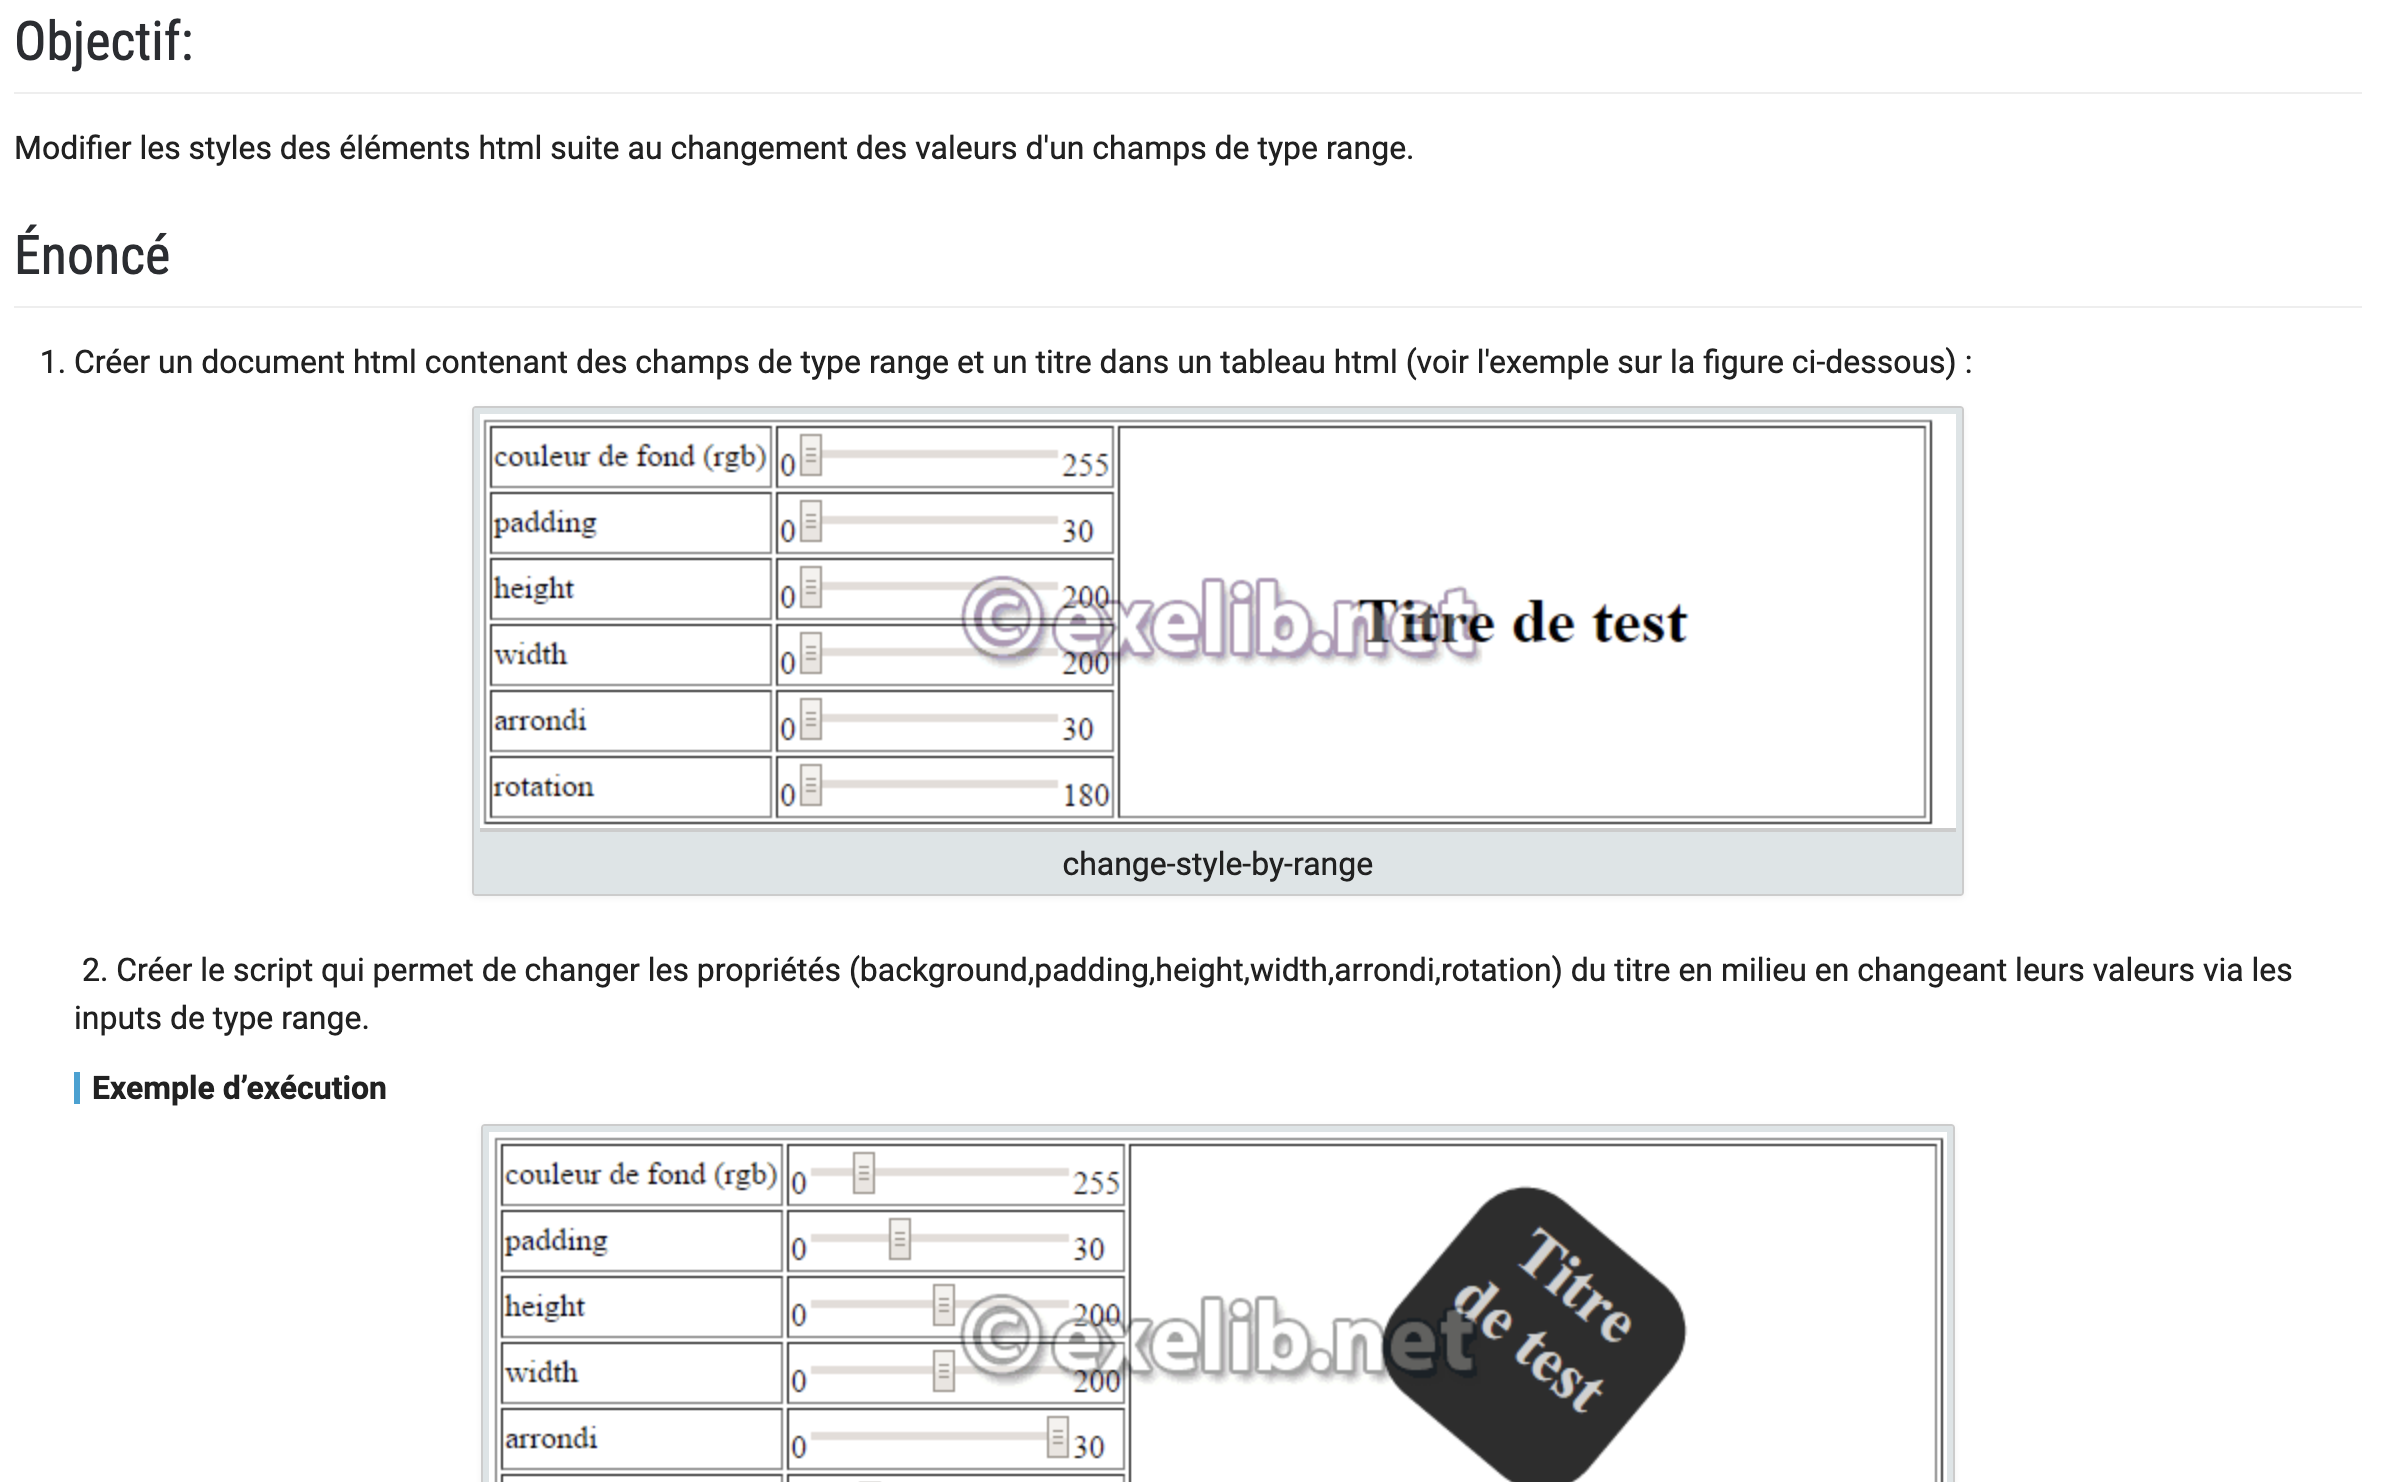 Objectif:
Modifier les styles des éléments html suite au changement des valeurs d'un champs de type range.
Énoncé
1. Créer un document html contenant des champs de type range et un titre dans un tableau html (voir l'exemple sur la figure ci-dessous) :
couleur de fond (rgb) 0 255
padding 0 30
height 0 200
width 0 200
arrondi 0 30
rotation 0 180
Titre de test
©exelib.net
change-style-by-range
2. Créer le script qui permet de changer les propriétés (background,padding,height,width,arrondi,rotation) du titre en milieu en changeant leurs valeurs via les
inputs de type range.
Exemple d’exécution
couleur de fond (rgb) 0 255
padding 0 30
height 0 200
width 0 200
arrondi 0 30
Titre
de test
©exelib.net